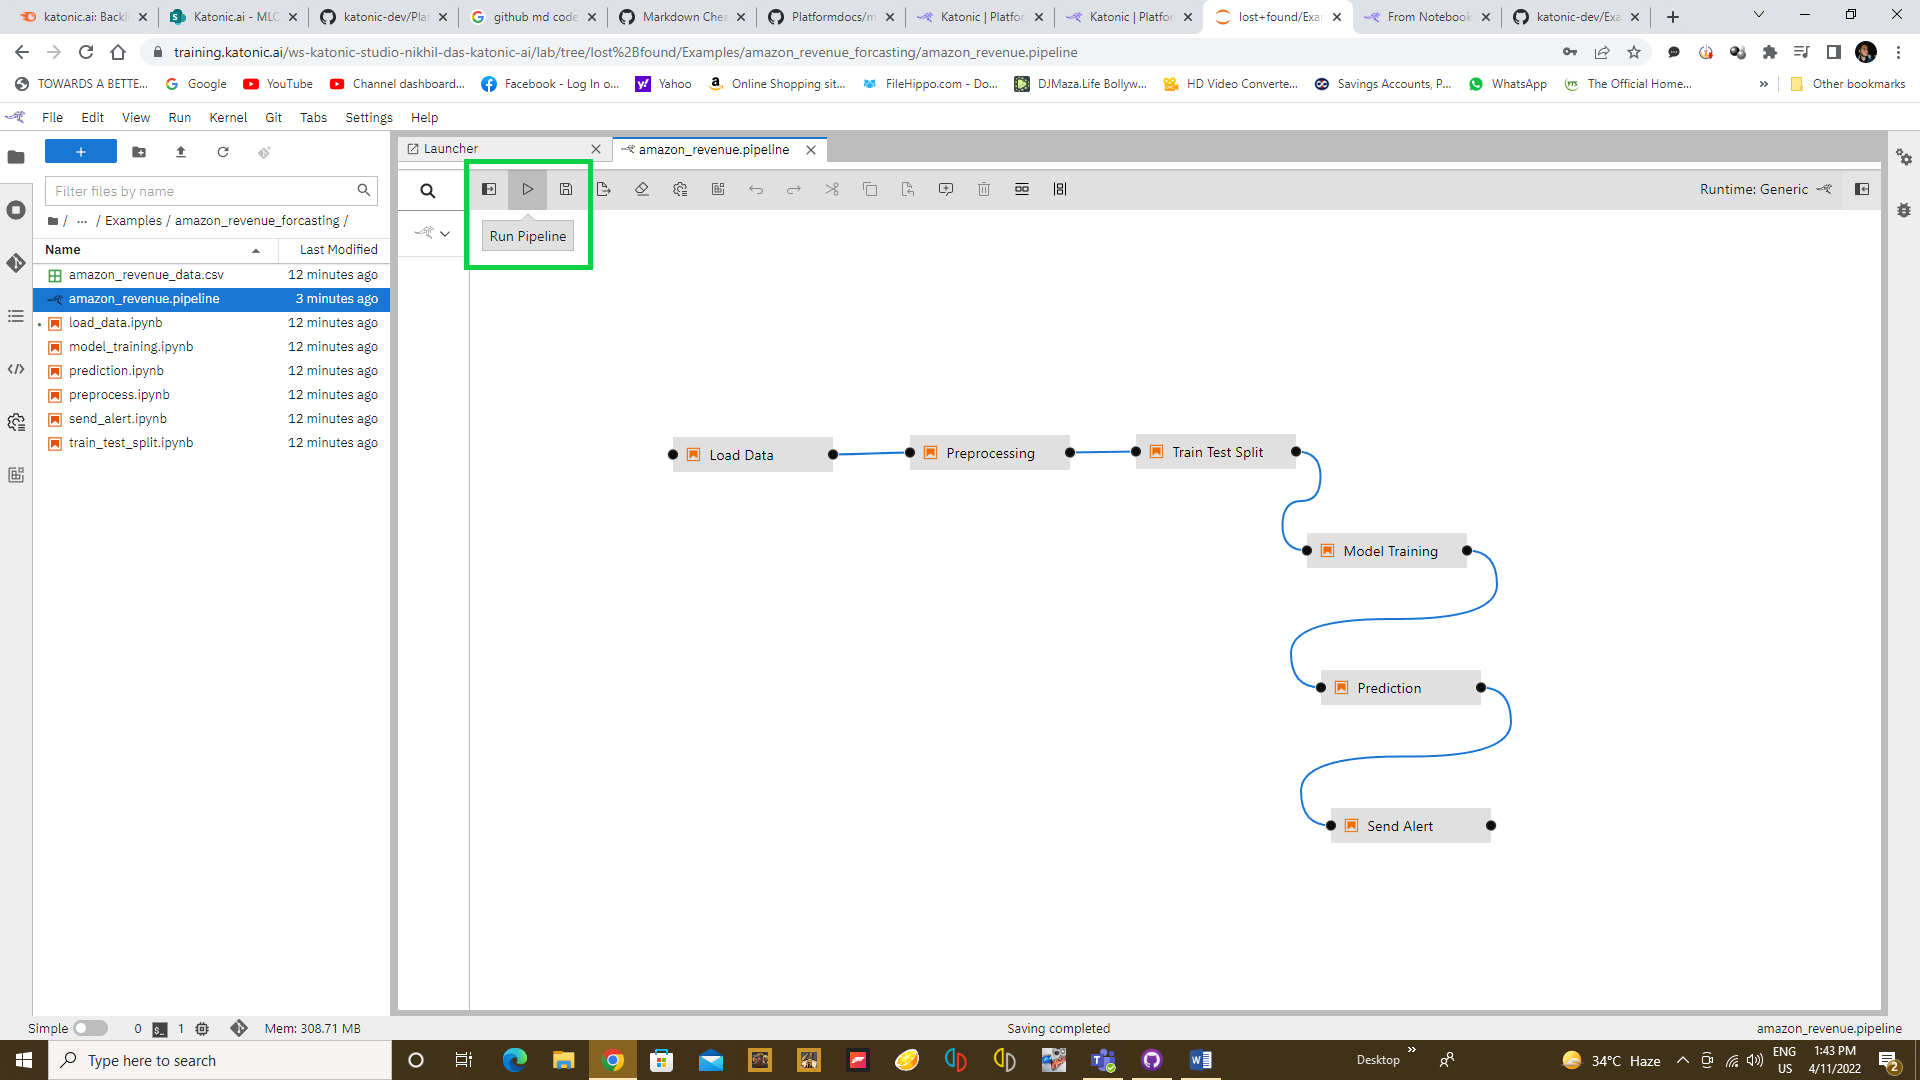 katonic.ai: Backli
Katonic.ai - MLC
katonic-dev/Plat
github md code
Markdown Chea
Platformdocs/m
Katonic | Platfor
Katonic | Platfor
lost+found/Exa
From Notebook
katonic-dev/Exa
training.katonic.ai/ws-katonic-studio-nikhil-das-katonic-ai/lab/tree/lost%2Bfound/Examples/amazon_revenue_forcasting/amazon_revenue.pipeline
TOWARDS A BETTE...
Google
YouTube
Channel dashboard...
Facebook - Log In o...
Yahoo
Online Shopping sit...
FileHippo.com - Do...
DJMaza.Life Bollyw...
HD Video Converte...
Savings Accounts, P...
WhatsApp
The Official Home...
»
Other bookmarks
File Edit View Run Kernel Git Tabs Settings Help
Launcher
amazon_revenue.pipeline
Filter files by name
/ ... / Examples / amazon_revenue_forcasting /
Runtime: Generic
Run Pipeline
Name Last Modified
amazon_revenue_data.csv 12 minutes ago
amazon_revenue.pipeline 3 minutes ago
load_data.ipynb 12 minutes ago
model_training.ipynb 12 minutes ago
prediction.ipynb 12 minutes ago
preprocess.ipynb 12 minutes ago
send_alert.ipynb 12 minutes ago
train_test_split.ipynb 12 minutes ago
Load Data
Preprocessing
Train Test Split
Model Training
Prediction
Send Alert
Simple 0 1 Mem: 308.71 MB
Saving completed
amazon_revenue.pipeline
Type here to search
Desktop »
34°C Haze
ENG
US
1:43 PM
4/11/2022
2